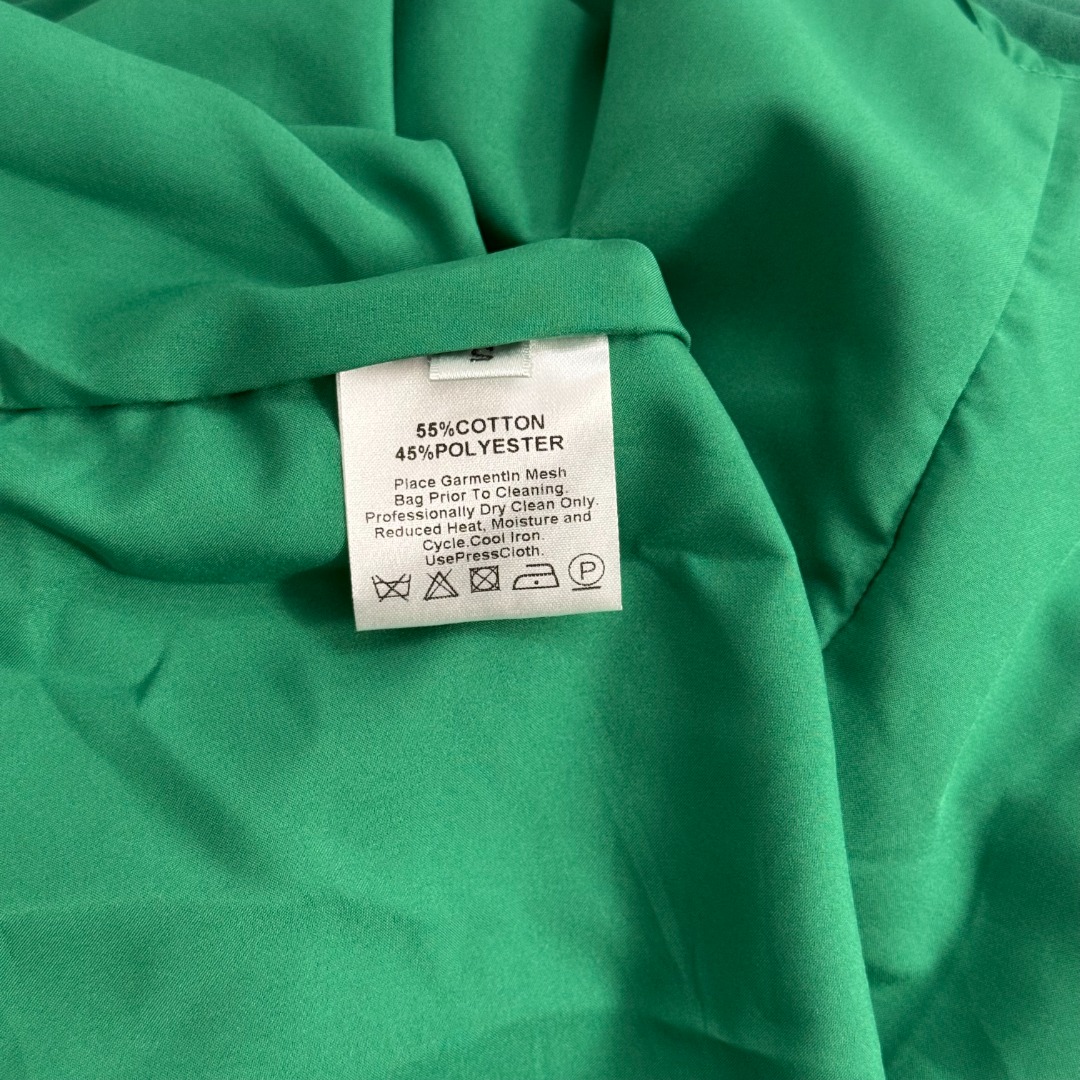 55%COTTON
45%POLYESTER
Place GarmentIn Mesh
Bag Prior To Cleaning.
Professionally Dry Clean Only.
Reduced Heat, Moisture and
Cycle.Cool Iron.
UsePressCloth.
P